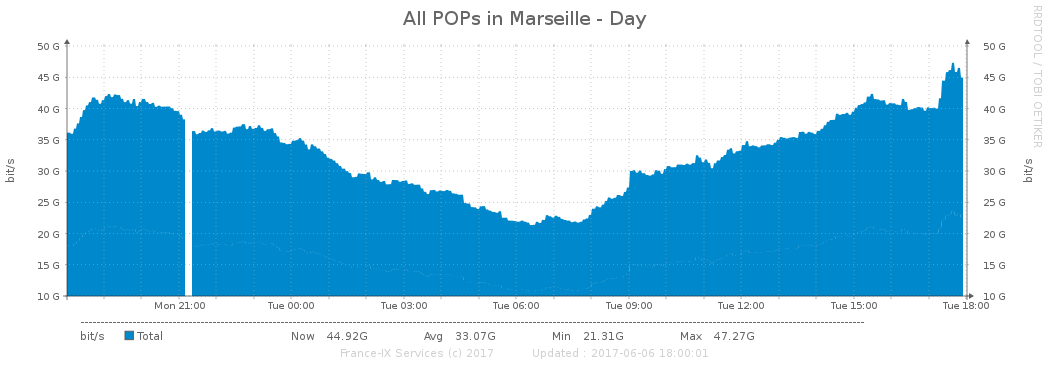 All POPs in Marseille - Day
RRDTOOL / TOBI OETIKER
50 G 50 G
45 G 45 G
40 G 40 G
35 G 35 G
30 G 30 G
25 G 25 G
20 G 20 G
15 G 15 G
10 G 10 G
bit/s bit/s
Mon 21:00 Tue 00:00 Tue 03:00 Tue 06:00 Tue 09:00 Tue 12:00 Tue 15:00 Tue 18:00
bit/s Total Now 44.92G Avg 33.07G Min 21.31G Max 47.27G
France-IX Services (c) 2017 Updated : 2017-06-06 18:00:01